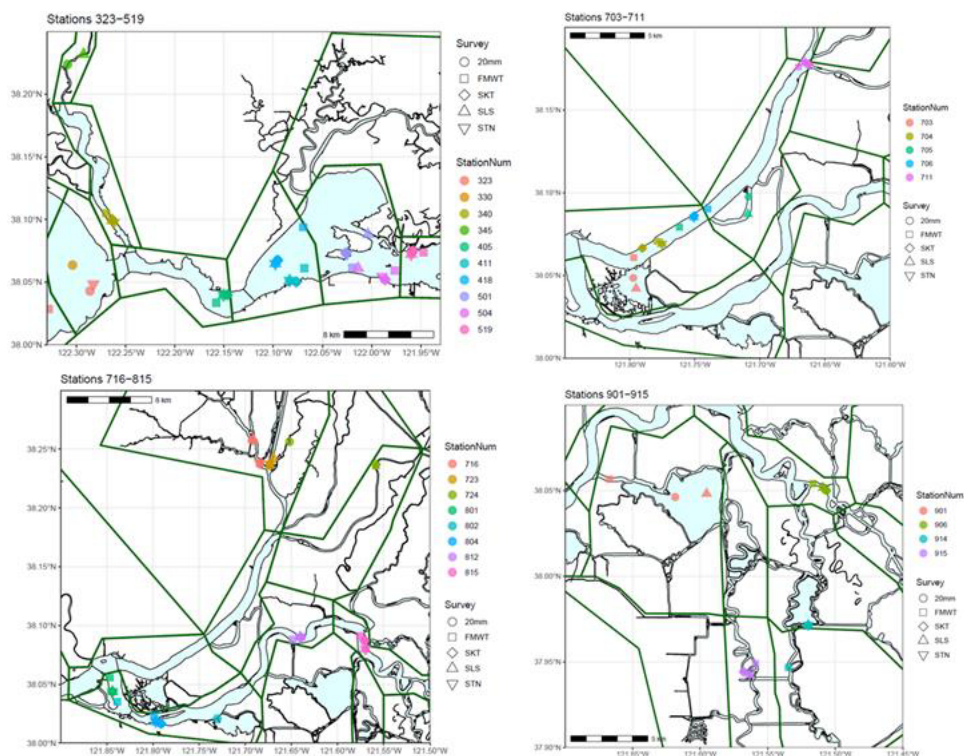 Stations 323−519
38.20°N
38.15°N
38.10°N
38.05°N
38.00°N
122.30°W 122.25°W 122.20°W 122.15°W 122.10°W 122.05°W 122.00°W 121.95°W
8 km
Survey
20mm
FMWT
SKT
SLS
STN
StationNum
323
330
340
345
405
411
418
501
504
519
Stations 703−711
5 km
38.15°N
38.10°N
38.05°N
38.00°N
121.80°W 121.75°W 121.70°W
StationNum
703
704
705
706
711
Survey
20mm
FMWT
SKT
SLS
STN
Stations 716−815
6 km
38.25°N
38.20°N
38.15°N
38.10°N
38.05°N
38.00°N
121.85°W 121.80°W 121.75°W 121.70°W 121.65°W 121.60°W 121.55°W 121.50°W
StationNum
716
723
724
801
802
804
812
815
Survey
20mm
FMWT
SKT
SLS
STN
Stations 901−915
38.05°N
38.00°N
37.95°N
37.90°N
5 km
121.55°W 121.50°W 121.45°W
StationNum
901
906
914
915
Survey
20mm
FMWT
SKT
SLS
STN